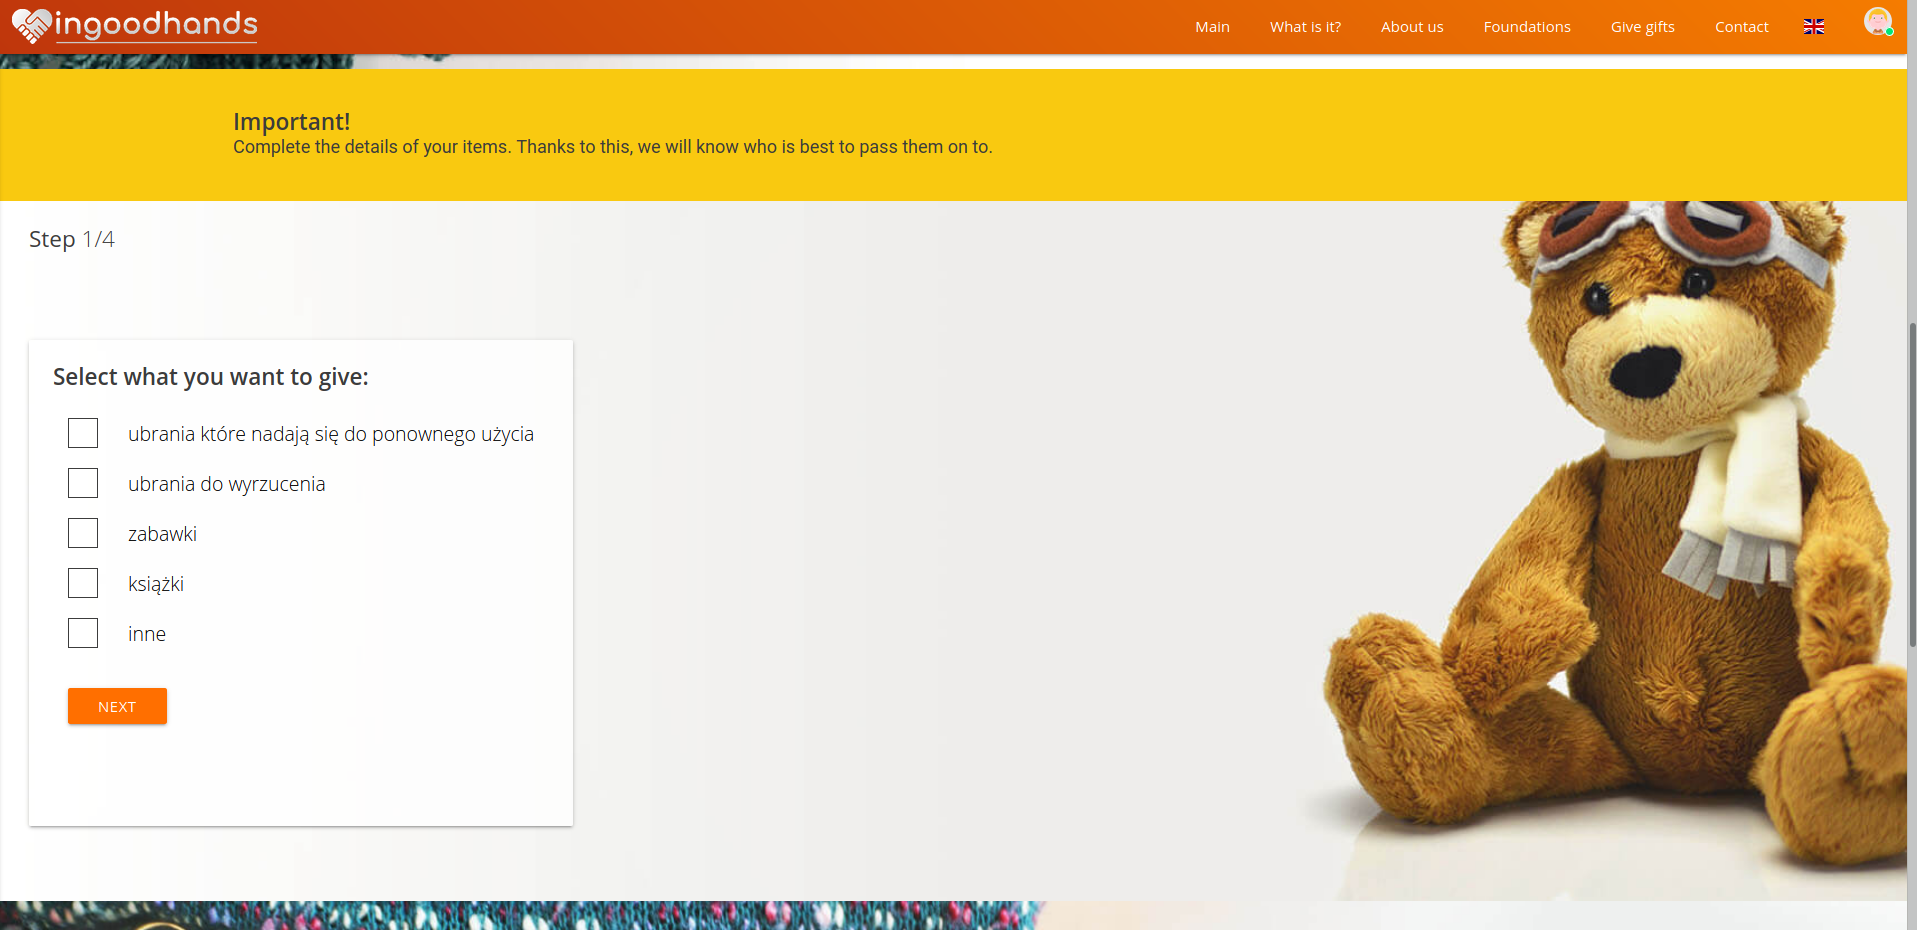 ingoodhands
Main What is it? About us Foundations Give gifts Contact
Important!
Complete the details of your items. Thanks to this, we will know who is best to pass them on to.
Step 1/4
Select what you want to give:
ubrania które nadają się do ponownego użycia
ubrania do wyrzucenia
zabawki
książki
inne
NEXT